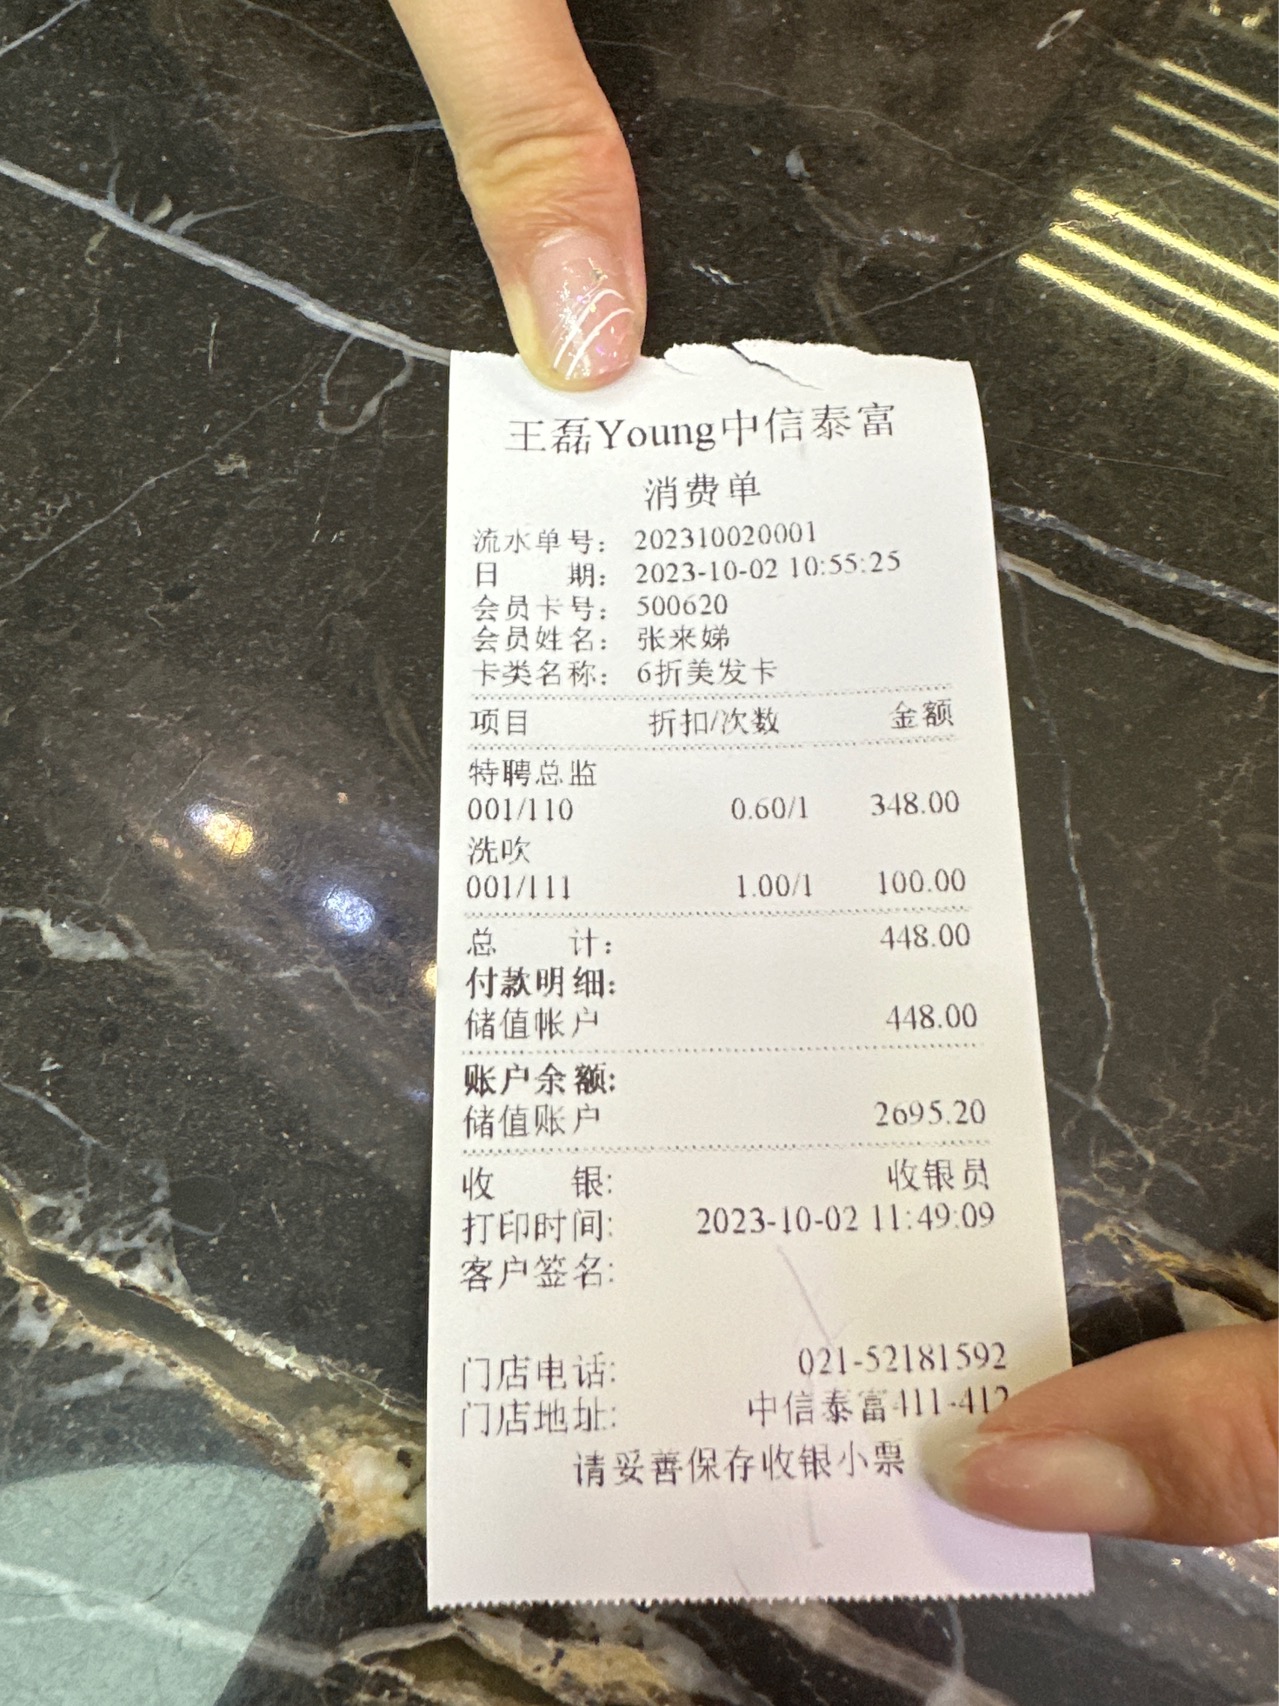 王磊Young中信泰富
消费单
流水单号： 202310020001
日 期： 2023-10-02 10:55:25
会员卡号： 500620
会员姓名： 张来娣
卡类名称： 6折美发卡
项目 折扣/次数 金额
特聘总监
001/110 0.60/1 348.00
洗吹
001/111 1.00/1 100.00
总 计： 448.00
付款明细:
储值帐户 448.00
账户余额:
储值账户 2695.20
收 银: 收银员
打印时间: 2023-10-02 11:49:09
客户签名:
门店电话: 021-52181592
门店地址: 中信泰富411-412
请妥善保存收银小票